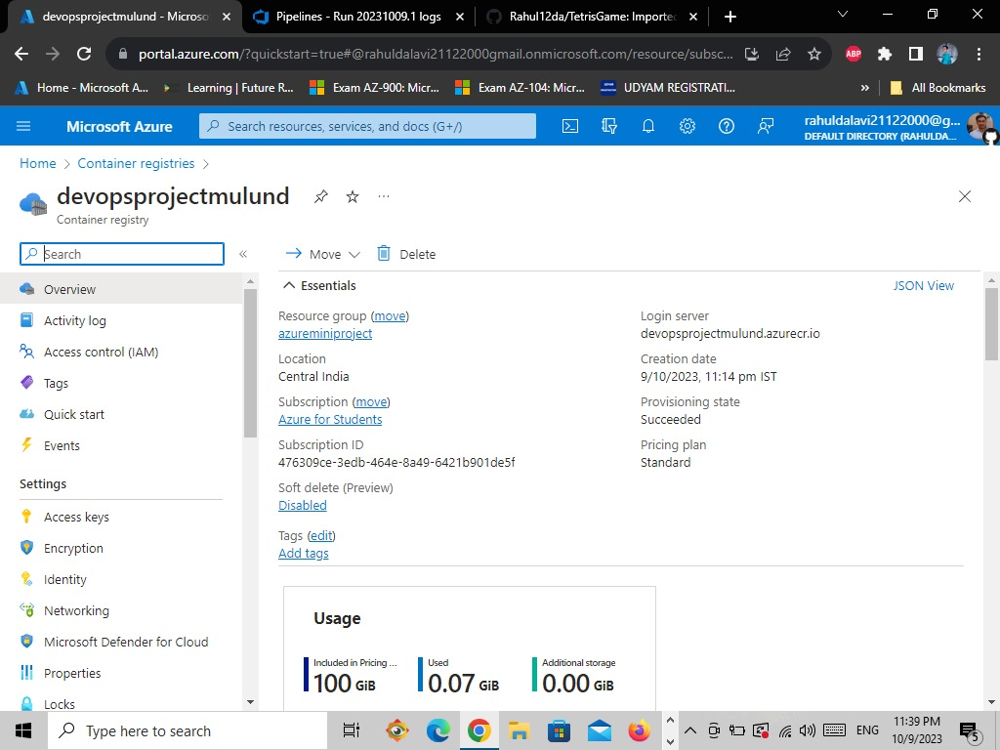 devopsprojectmulund - Microso
Pipelines - Run 20231009.1 logs
Rahul12da/TetrisGame: Importec
portal.azure.com/?quickstart=true#@rahuldalavi21122000gmail.onmicrosoft.com/resource/subsc...
ABP
Home - Microsoft A...
Learning | Future R...
Exam AZ-900: Micr...
Exam AZ-104: Micr...
UDYAM REGISTRATI...
»
All Bookmarks
Microsoft Azure
Search resources, services, and docs (G+/)
rahuldalavi21122000@g...
DEFAULT DIRECTORY (RAHULDA...
Home > Container registries >
devopsprojectmulund
...
Container registry
Search
«
Move
Delete
Overview
Activity log
Access control (IAM)
Tags
Quick start
Events
Settings
Access keys
Encryption
Identity
Networking
Microsoft Defender for Cloud
Properties
Locks
Essentials
JSON View
Resource group (move)
azureminiproject
Location
Central India
Subscription (move)
Azure for Students
Subscription ID
476309ce-3edb-464e-8a49-6421b901de5f
Soft delete (Preview)
Disabled
Tags (edit)
Add tags
Login server
devopsprojectmulund.azurecr.io
Creation date
9/10/2023, 11:14 pm IST
Provisioning state
Succeeded
Pricing plan
Standard
Usage
Included in Pricing ...
100 GiB
Used
0.07 GiB
Additional storage
0.00 GiB
Type here to search
ENG
11:39 PM
10/9/2023
5